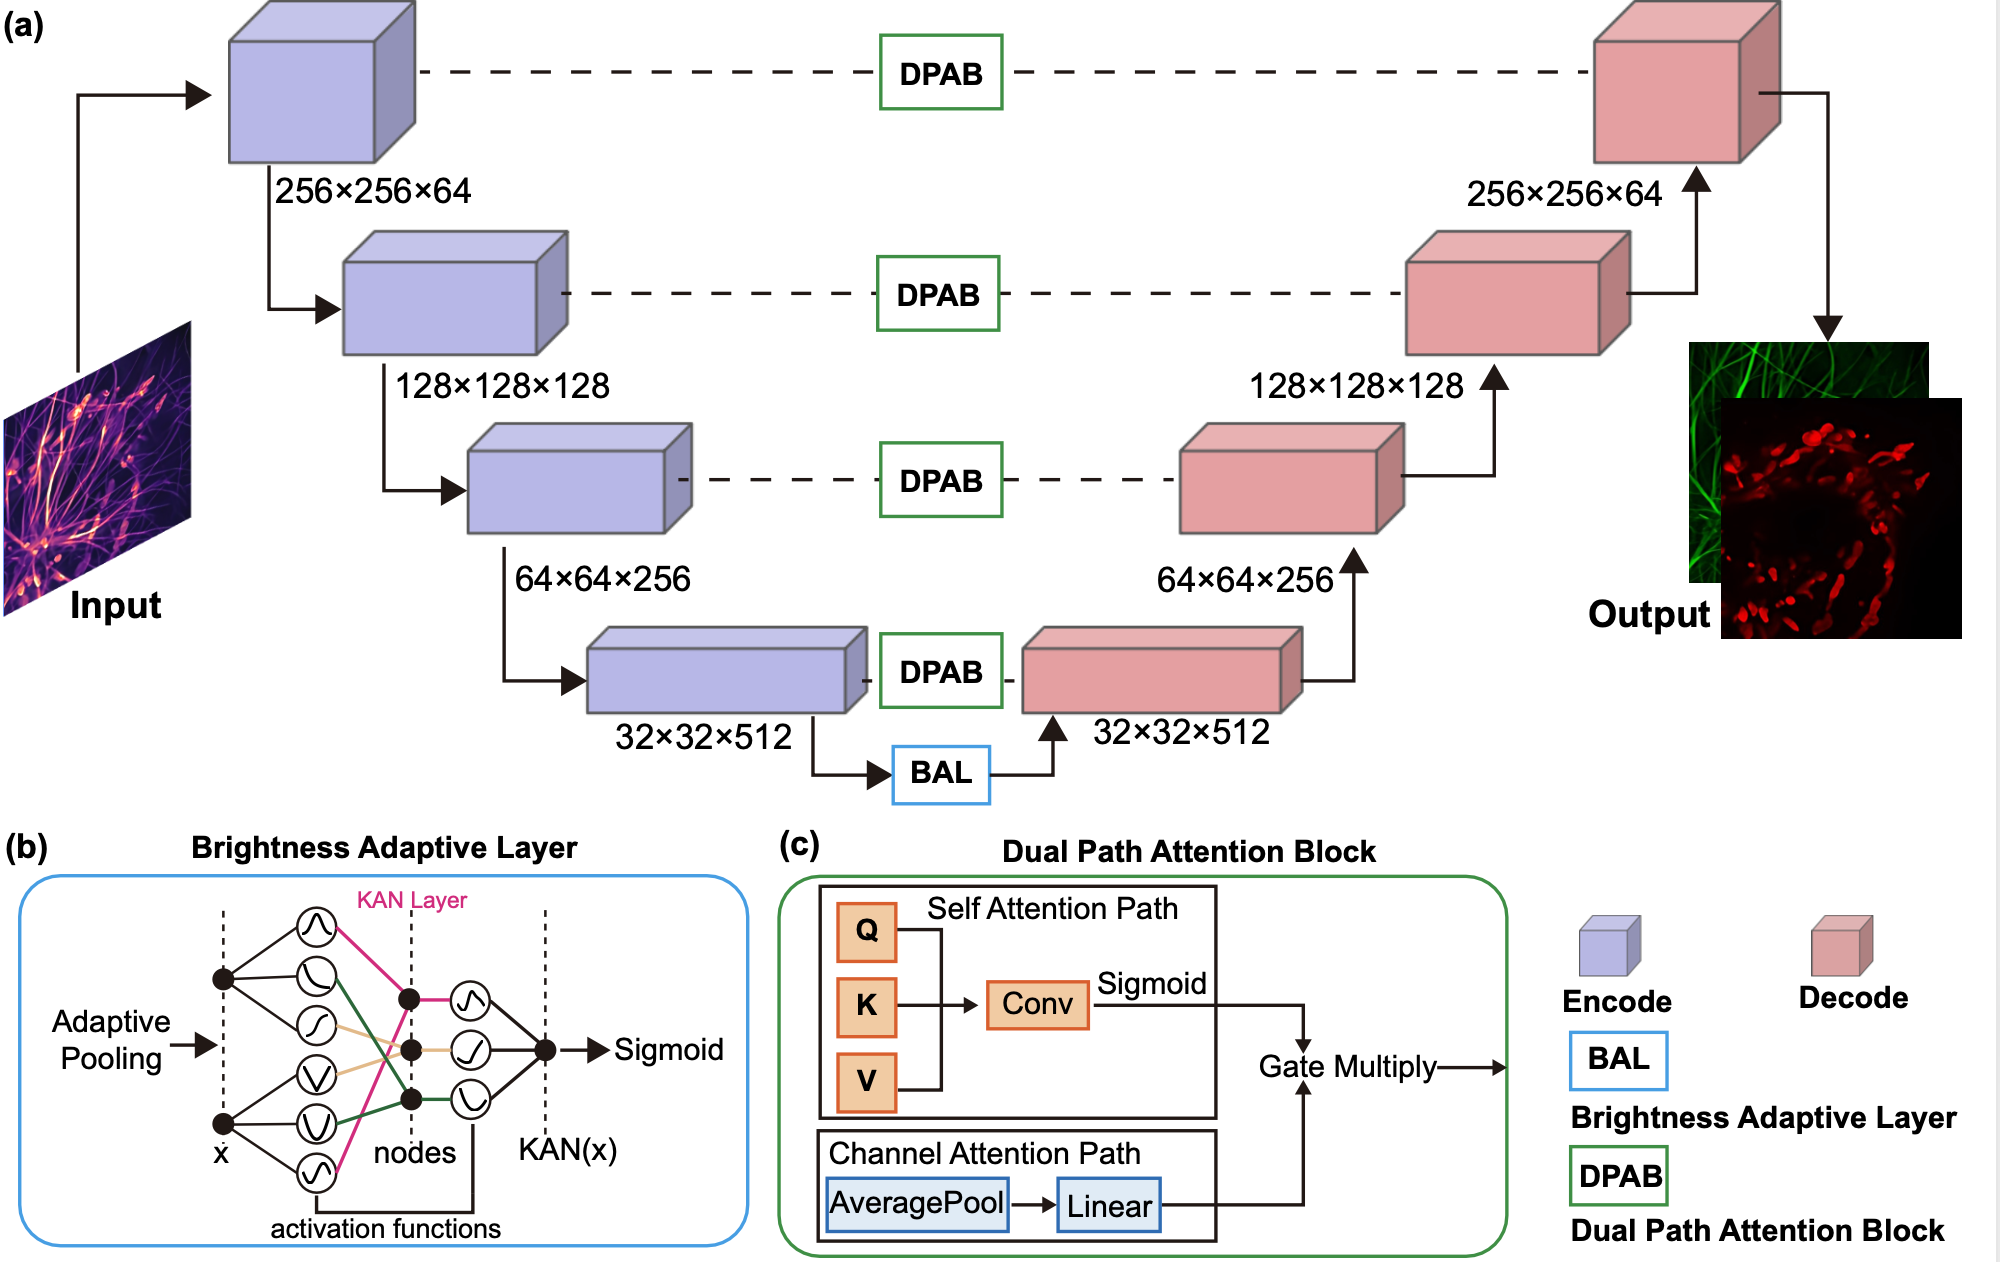 (a)
DPAB
256×256×64
256×256×64
DPAB
128×128×128
128×128×128
DPAB
64×64×256
64×64×256
Input
Output
DPAB
32×32×512
32×32×512
BAL
(b)
Brightness Adaptive Layer
KAN Layer
Adaptive
Pooling
Sigmoid
x
nodes
KAN(x)
activation functions
(c)
Dual Path Attention Block
Self Attention Path
Q
K
V
Conv
Sigmoid
Gate Multiply
Channel Attention Path
AveragePool
Linear
Encode
Decode
BAL
Brightness Adaptive Layer
DPAB
Dual Path Attention Block